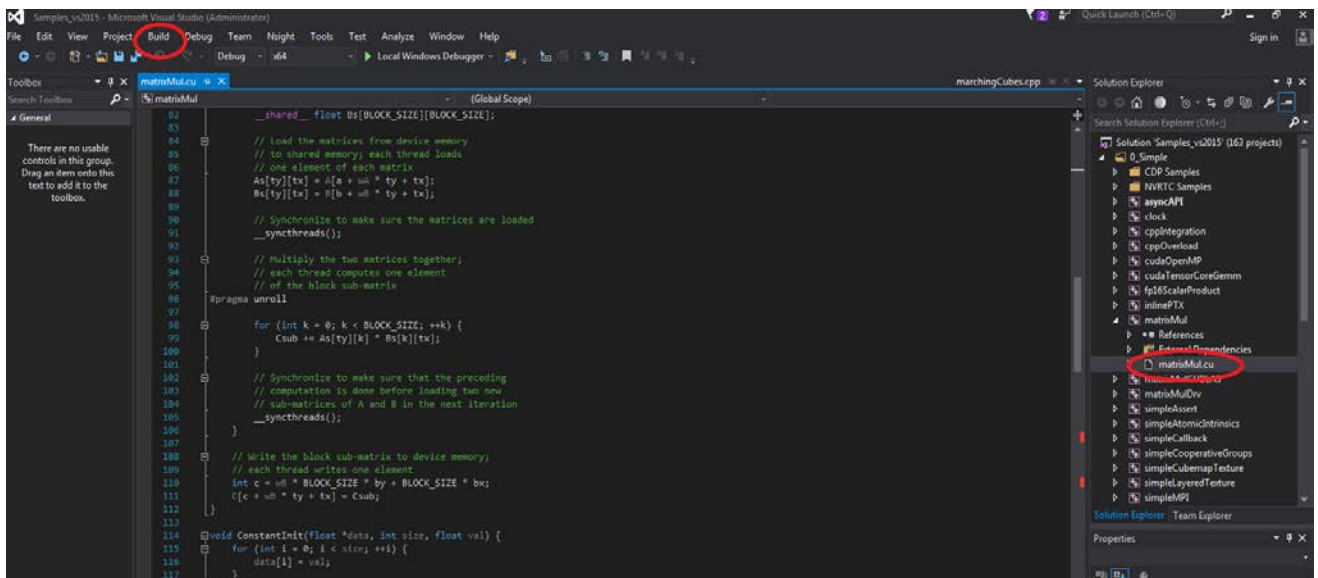 Samples_vs2015 - Microsoft Visual Studio (Administrator)
2
Quick Launch (Ctrl+Q)
File Edit View Project Build Debug Team Nsight Tools Test Analyze Window Help
Sign in
Debug x64 Local Windows Debugger
Toolbox
Search Toolbox
General
There are no usable
controls in this group.
Drag an item onto this
text to add it to the
toolbox.
matrixMul.cu
marchingCubes.cpp
matrixMul
(Global Scope)
82 __shared__ float Bs[BLOCK_SIZE][BLOCK_SIZE];
83
84 // Load the matrices from device memory
85 // to shared memory; each thread loads
86 // one element of each matrix
87 As[ty][tx] = A[a + wA * ty + tx];
88 Bs[ty][tx] = B[b + wB * ty + tx];
89
90 // Synchronize to make sure the matrices are loaded
91 __syncthreads();
92
93 // Multiply the two matrices together;
94 // each thread computes one element
95 // of the block sub-matrix
96 #pragma unroll
97
98 for (int k = 0; k < BLOCK_SIZE; ++k) {
99 Csub += As[ty][k] * Bs[k][tx];
100 }
101
102 // Synchronize to make sure that the preceding
103 // computation is done before loading two new
104 // sub-matrices of A and B in the next iteration
105 __syncthreads();
106 }
107
108 // Write the block sub-matrix to device memory;
109 // each thread writes one element
110 int c = wB * BLOCK_SIZE * by + BLOCK_SIZE * bx;
111 C[c + wB * ty + tx] = Csub;
112 }
113
114 void ConstantInit(float *data, int size, float val) {
115 for (int i = 0; i < size; ++i) {
116 data[i] = val;
117 }
Solution Explorer
Search Solution Explorer (Ctrl+;)
Solution 'Samples_vs2015' (163 projects)
0_Simple
CDP Samples
NVRTC Samples
asyncAPI
clock
cppIntegration
cppOverload
cudaOpenMP
cudaTensorCoreGemm
fp16ScalarProduct
inlinePTX
matrixMul
References
External Dependencies
matrixMul.cu
matrixMulCUBLAS
matrixMulDrv
simpleAssert
simpleAtomicIntrinsics
simpleCallback
simpleCooperativeGroups
simpleCubemapTexture
simpleLayeredTexture
simpleMPI
Solution Explorer Team Explorer
Properties